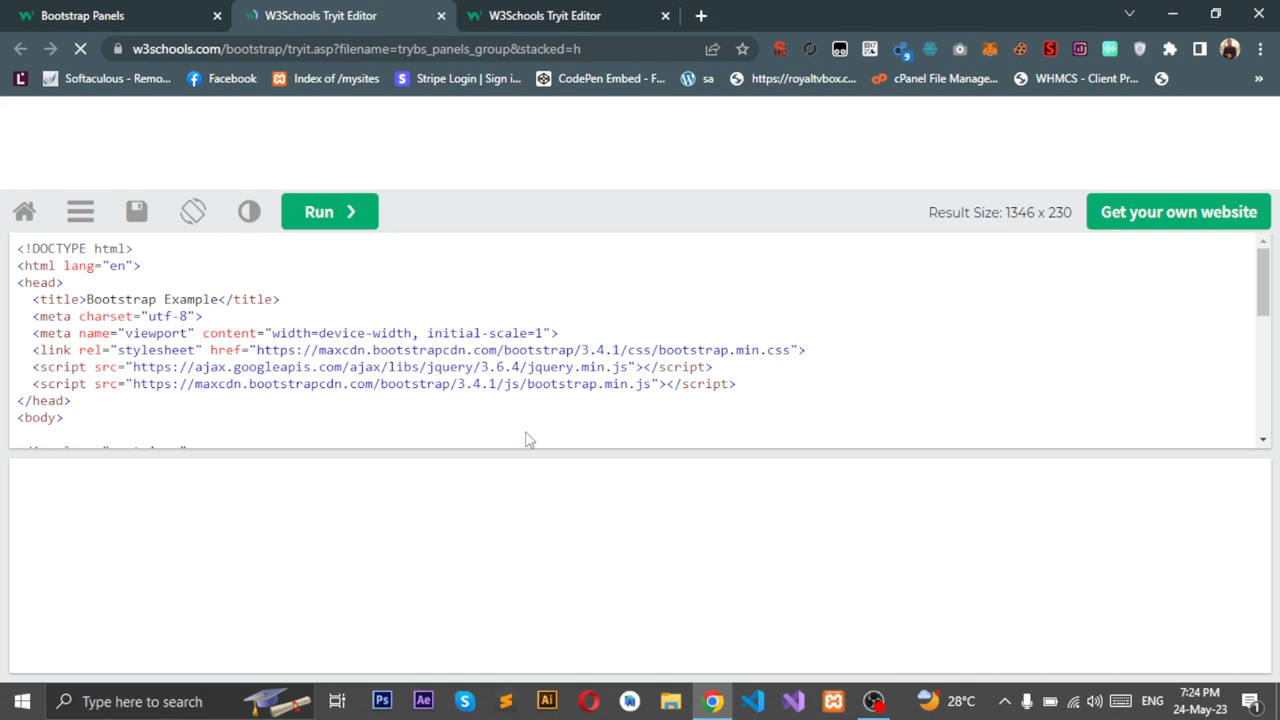 Bootstrap Panels
W3Schools Tryit Editor
W3Schools Tryit Editor
w3schools.com/bootstrap/tryit.asp?filename=trybs_panels_group&stacked=h
9
Softaculous - Remo...
Facebook
Index of /mysites
Stripe Login | Sign i...
CodePen Embed - F...
sa
https://royaltvbox.c...
cPanel File Manage...
WHMCS - Client Pr...
Run ❯
Result Size: 1346 x 230
Get your own website
<!DOCTYPE html>
<html lang="en">
<head>
<title>Bootstrap Example</title>
<meta charset="utf-8">
<meta name="viewport" content="width=device-width, initial-scale=1">
<link rel="stylesheet" href="https://maxcdn.bootstrapcdn.com/bootstrap/3.4.1/css/bootstrap.min.css">
<script src="https://ajax.googleapis.com/ajax/libs/jquery/3.6.4/jquery.min.js"></script>
<script src="https://maxcdn.bootstrapcdn.com/bootstrap/3.4.1/js/bootstrap.min.js"></script>
</head>
<body>
Type here to search
Ps
Ae
Ai
28°C
ENG
7:24 PM
24-May-23
1